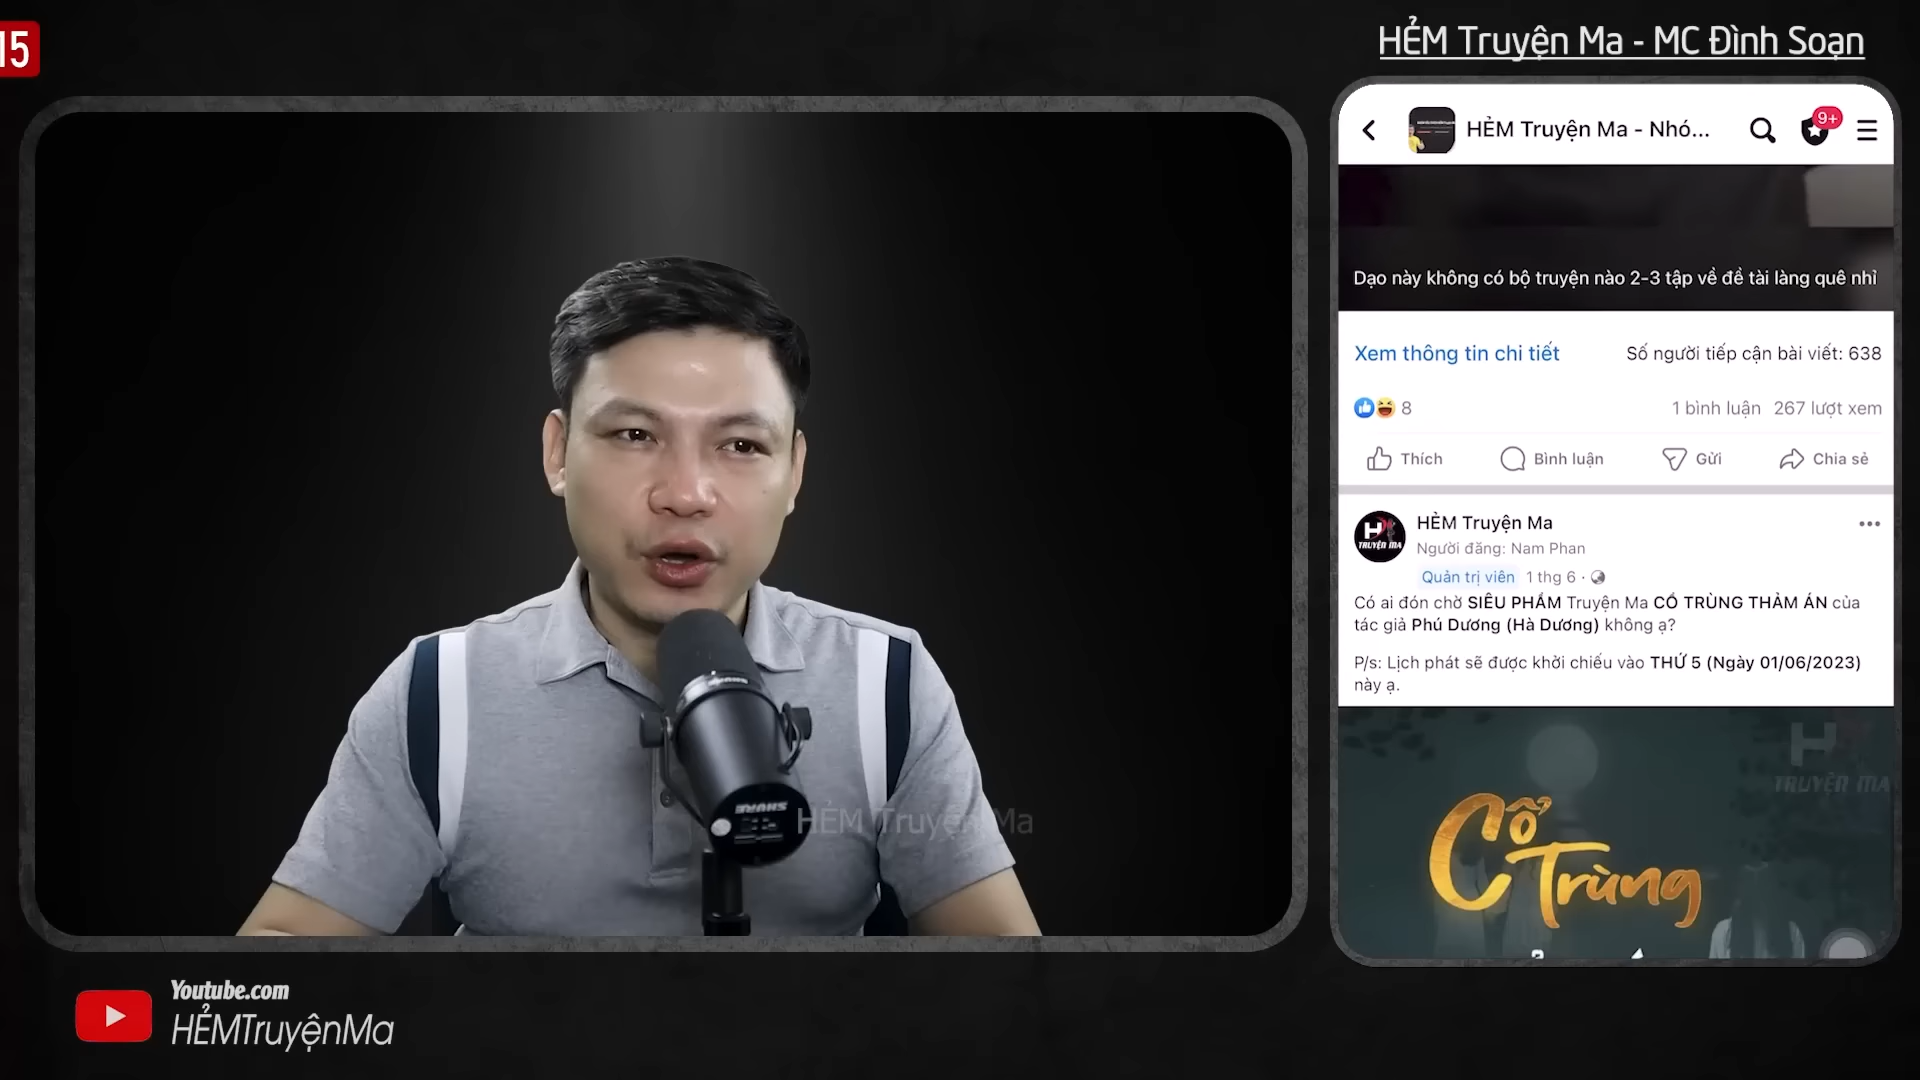 15
HẺM Truyện Ma - MC Đình Soạn
HẺM Truyện Ma - Nhó...
9+
Dạo này không có bộ truyện nào 2-3 tập về đề tài làng quê nhỉ
Xem thông tin chi tiết
Số người tiếp cận bài viết: 638
8
1 bình luận 267 lượt xem
Thích
Bình luận
Gửi
Chia sẻ
H
TRUYỆN MA
HẺM Truyện Ma
Người đăng: Nam Phan
Quản trị viên 1 thg 6 ·
Có ai đón chờ SIÊU PHẨM Truyện Ma CỔ TRÙNG THẢM ÁN của
tác giả Phú Dương (Hà Dương) không ạ?
P/s: Lịch phát sẽ được khởi chiếu vào THỨ 5 (Ngày 01/06/2023)
này ạ.
H
TRUYỆN MA
Cổ
Trùng
SHURE
HẺM Truyện Ma
Youtube.com
HẺMTruyệnMa